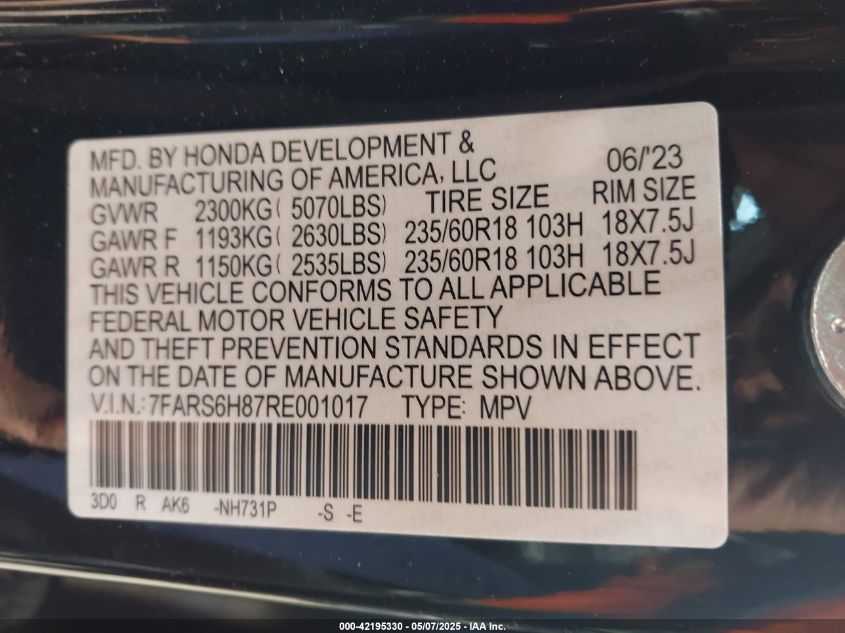 MFD. BY HONDA DEVELOPMENT & 06/'23
MANUFACTURING OF AMERICA, LLC
GVWR 2300KG( 5070LBS) TIRE SIZE RIM SIZE
GAWR F 1193KG( 2630LBS) 235/60R18 103H 18X7.5J
GAWR R 1150KG( 2535LBS) 235/60R18 103H 18X7.5J
THIS VEHICLE CONFORMS TO ALL APPLICABLE
FEDERAL MOTOR VEHICLE SAFETY
AND THEFT PREVENTION STANDARDS IN EFFECT
ON THE DATE OF MANUFACTURE SHOWN ABOVE.
V.I.N.:7FARS6H87RE001017 TYPE: MPV
3D0 R AK6 -NH731P -S -E
000-42195330 - 05/07/2025 - IAA, Inc.